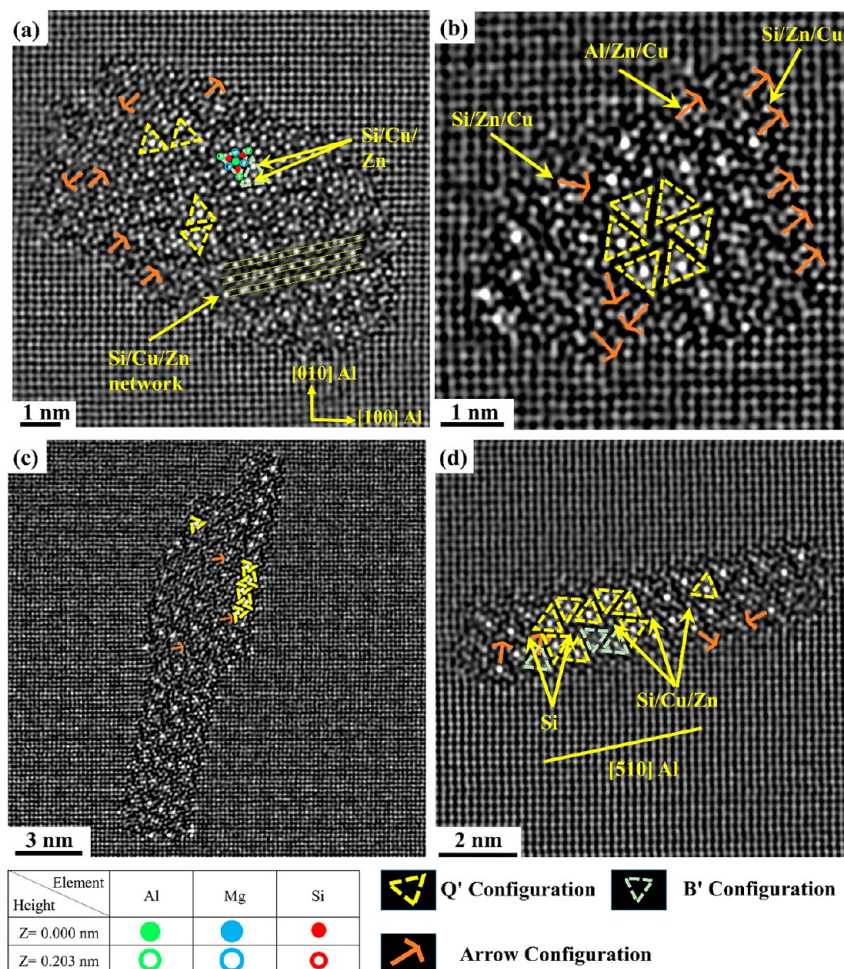 (a)
Si/Cu/
Zn
Si/Cu/Zn
network
[010] Al
[100] Al
1 nm
(b)
Al/Zn/Cu
Si/Zn/Cu
Si/Zn/Cu
1 nm
(c)
3 nm
(d)
Si
Si/Cu/Zn
[510] Al
2 nm
Element
Height
Al
Mg
Si
Z= 0.000 nm
Z= 0.203 nm
Q' Configuration
B' Configuration
Arrow Configuration